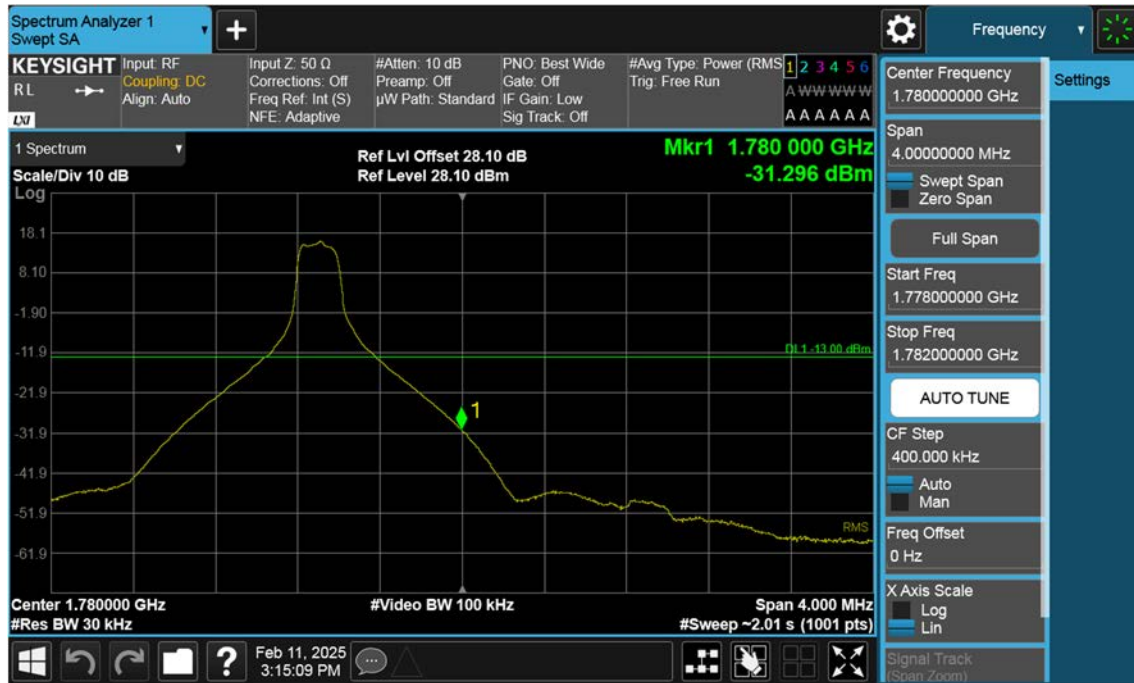 Spectrum Analyzer 1
Swept SA
Frequency
KEYSIGHT
R L
LXI
Input: RF
Coupling: DC
Align: Auto
Input Z: 50 Ω
Corrections: Off
Freq Ref: Int (S)
NFE: Adaptive
#Atten: 10 dB
Preamp: Off
µW Path: Standard
PNO: Best Wide
Gate: Off
IF Gain: Low
Sig Track: Off
#Avg Type: Power (RMS
Trig: Free Run
1 2 3 4 5 6
A W W W W W
A A A A A A
1 Spectrum
Scale/Div 10 dB
Ref Lvl Offset 28.10 dB
Ref Level 28.10 dBm
Mkr1 1.780 000 GHz
-31.296 dBm
Log
18.1
8.10
-1.90
-11.9
-21.9
-31.9
-41.9
-51.9
-61.9
DL1 -13.00 dBm
1
RMS
Center 1.780000 GHz
#Video BW 100 kHz
Span 4.000 MHz
#Res BW 30 kHz
#Sweep ~2.01 s (1001 pts)
Center Frequency
1.780000000 GHz
Settings
Span
4.00000000 MHz
Swept Span
Zero Span
Full Span
Start Freq
1.778000000 GHz
Stop Freq
1.782000000 GHz
AUTO TUNE
CF Step
400.000 kHz
Auto
Man
Freq Offset
0 Hz
X Axis Scale
Log
Lin
Signal Track
(Span Zoom)
?
Feb 11, 2025
3:15:09 PM